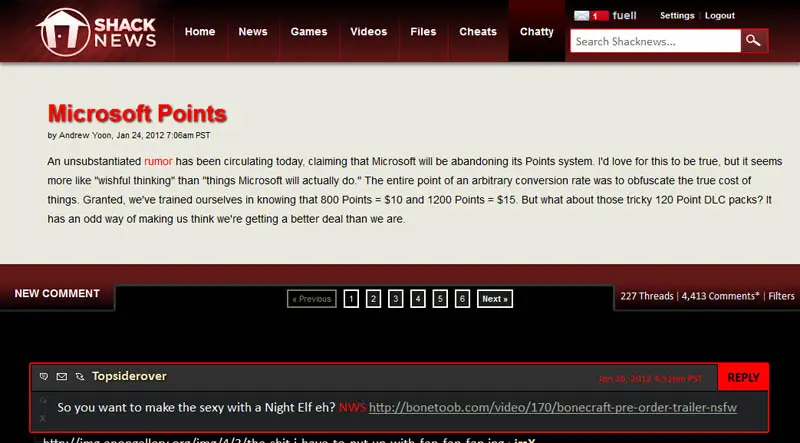 SHACK NEWS
Home News Games Videos Files Cheats Chatty
1 fuell Settings | Logout
Search Shacknews...
Microsoft Points
by Andrew Yoon, Jan 24, 2012 7:06am PST
An unsubstantiated rumor has been circulating today, claiming that Microsoft will be abandoning its Points system. I'd love for this to be true, but it seems
more like "wishful thinking" than "things Microsoft will actually do." The entire point of an arbitrary conversion rate was to obfuscate the true cost of
things. Granted, we've trained ourselves in knowing that 800 Points = $10 and 1200 Points = $15. But what about those tricky 120 Point DLC packs? It
has an odd way of making us think we're getting a better deal than we are.
NEW COMMENT
« Previous 1 2 3 4 5 6 Next »
227 Threads | 4,413 Comments* | Filters
Topsiderover
Jan 26, 2012 4:51pm PST REPLY
So you want to make the sexy with a Night Elf eh? NWS http://bonetoob.com/video/170/bonecraft-pre-order-trailer-nsfw